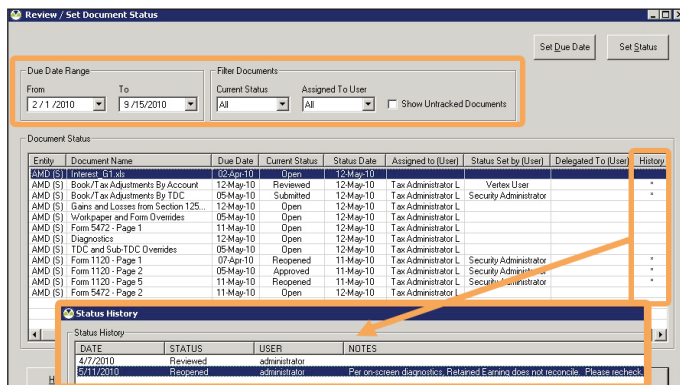 Review / Set Document Status
Set Due Date Set Status
Due Date Range Filter Documents
From To Current Status Assigned To User
2 / 1 /2010 9 /15/2010 All All Show Untracked Documents
Document Status
Entity Document Name Due Date Current Status Status Date Assigned to (User) Status Set by (User) Delegated To (User) History
AMD (S) Interest_G1.xls 02-Apr-10 Open 12-May-10
AMD (S) Book/Tax Adjustments By Account 12-May-10 Reviewed 12-May-10 Tax Administrator L Vertex User *
AMD (S) Book/Tax Adjustments By TDC 05-May-10 Submitted 12-May-10 Tax Administrator L Security Administrator *
AMD (S) Gains and Losses from Section 125... 12-May-10 Open 12-May-10 Tax Administrator L
AMD (S) Workpaper and Form Overrides 05-May-10 Open 12-May-10 Tax Administrator L
AMD (S) Form 5472 - Page 1 11-May-10 Open 12-May-10 Tax Administrator L
AMD (S) Diagnostics 12-May-10 Open 12-May-10 Tax Administrator L
AMD (S) TDC and Sub-TDC Overrides 05-May-10 Open 12-May-10 Tax Administrator L
AMD (S) Form 1120 - Page 1 07-Apr-10 Reopened 11-May-10 Tax Administrator L Security Administrator *
AMD (S) Form 1120 - Page 2 05-May-10 Approved 11-May-10 Tax Administrator L Security Administrator *
AMD (S) Form 1120 - Page 5 11-May-10 Reopened 11-May-10 Tax Administrator L Security Administrator *
AMD (S) Form 5472 - Page 2 11-May-10 Open 11-May-10 Tax Administrator L
Status History
Status History
DATE STATUS USER NOTES
4/7/2010 Reviewed administrator
5/11/2010 Reopened administrator Per on-screen diagnostics, Retained Earning does not reconcile. Please recheck.